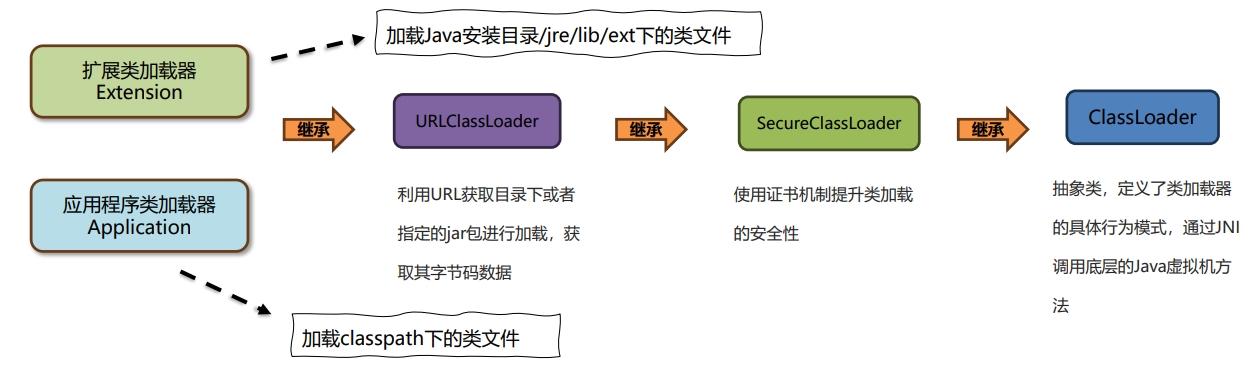 加载Java安装目录/jre/lib/ext下的类文件
扩展类加载器
Extension
继承
URLClassLoader
继承
SecureClassLoader
继承
ClassLoader
应用程序类加载器
Application
利用URL获取目录下或者
指定的jar包进行加载，获
取其字节码数据
使用证书机制提升类加载
的安全性
抽象类，定义了类加载器
的具体行为模式，通过JNI
调用底层的Java虚拟机方
法
加载classpath下的类文件